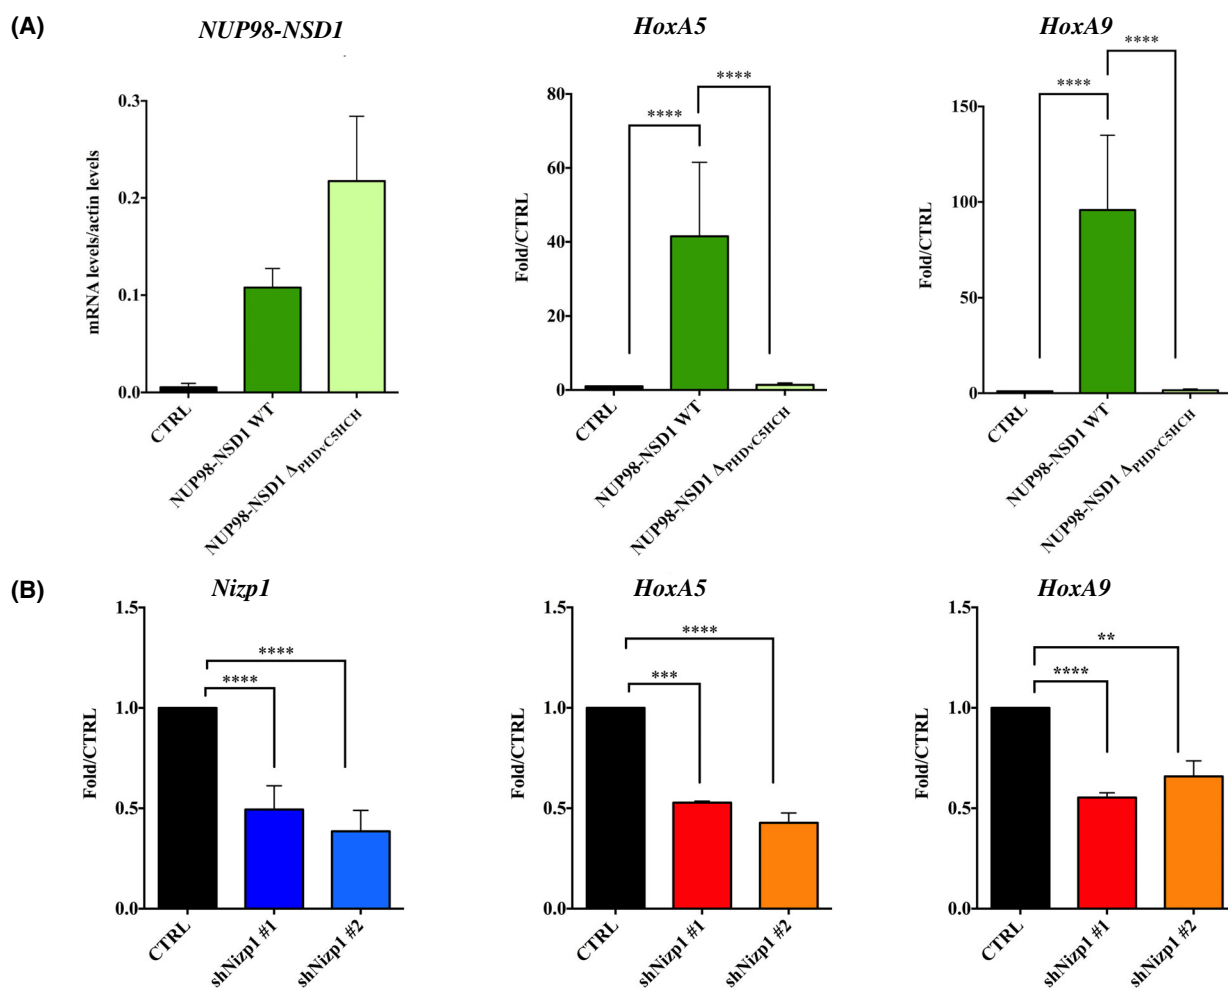 (A)
NUP98-NSD1
mRNA levels/actin levels
0.3
0.2
0.1
0.0
CTRL
NUP98-NSD1 WT
NUP98-NSD1 ΔPHDvC5HCH
HoxA5
Fold/CTRL
80
60
40
20
0
****
****
CTRL
NUP98-NSD1 WT
NUP98-NSD1 ΔPHDvC5HCH
HoxA9
Fold/CTRL
150
100
50
0
****
****
CTRL
NUP98-NSD1 WT
NUP98-NSD1 ΔPHDvC5HCH
(B)
Nizp1
Fold/CTRL
1.5
1.0
0.5
0.0
****
****
CTRL
shNizp1 #1
shNizp1 #2
HoxA5
Fold/CTRL
1.5
1.0
0.5
0.0
****
***
CTRL
shNizp1 #1
shNizp1 #2
HoxA9
Fold/CTRL
1.5
1.0
0.5
0.0
**
****
CTRL
shNizp1 #1
shNizp1 #2